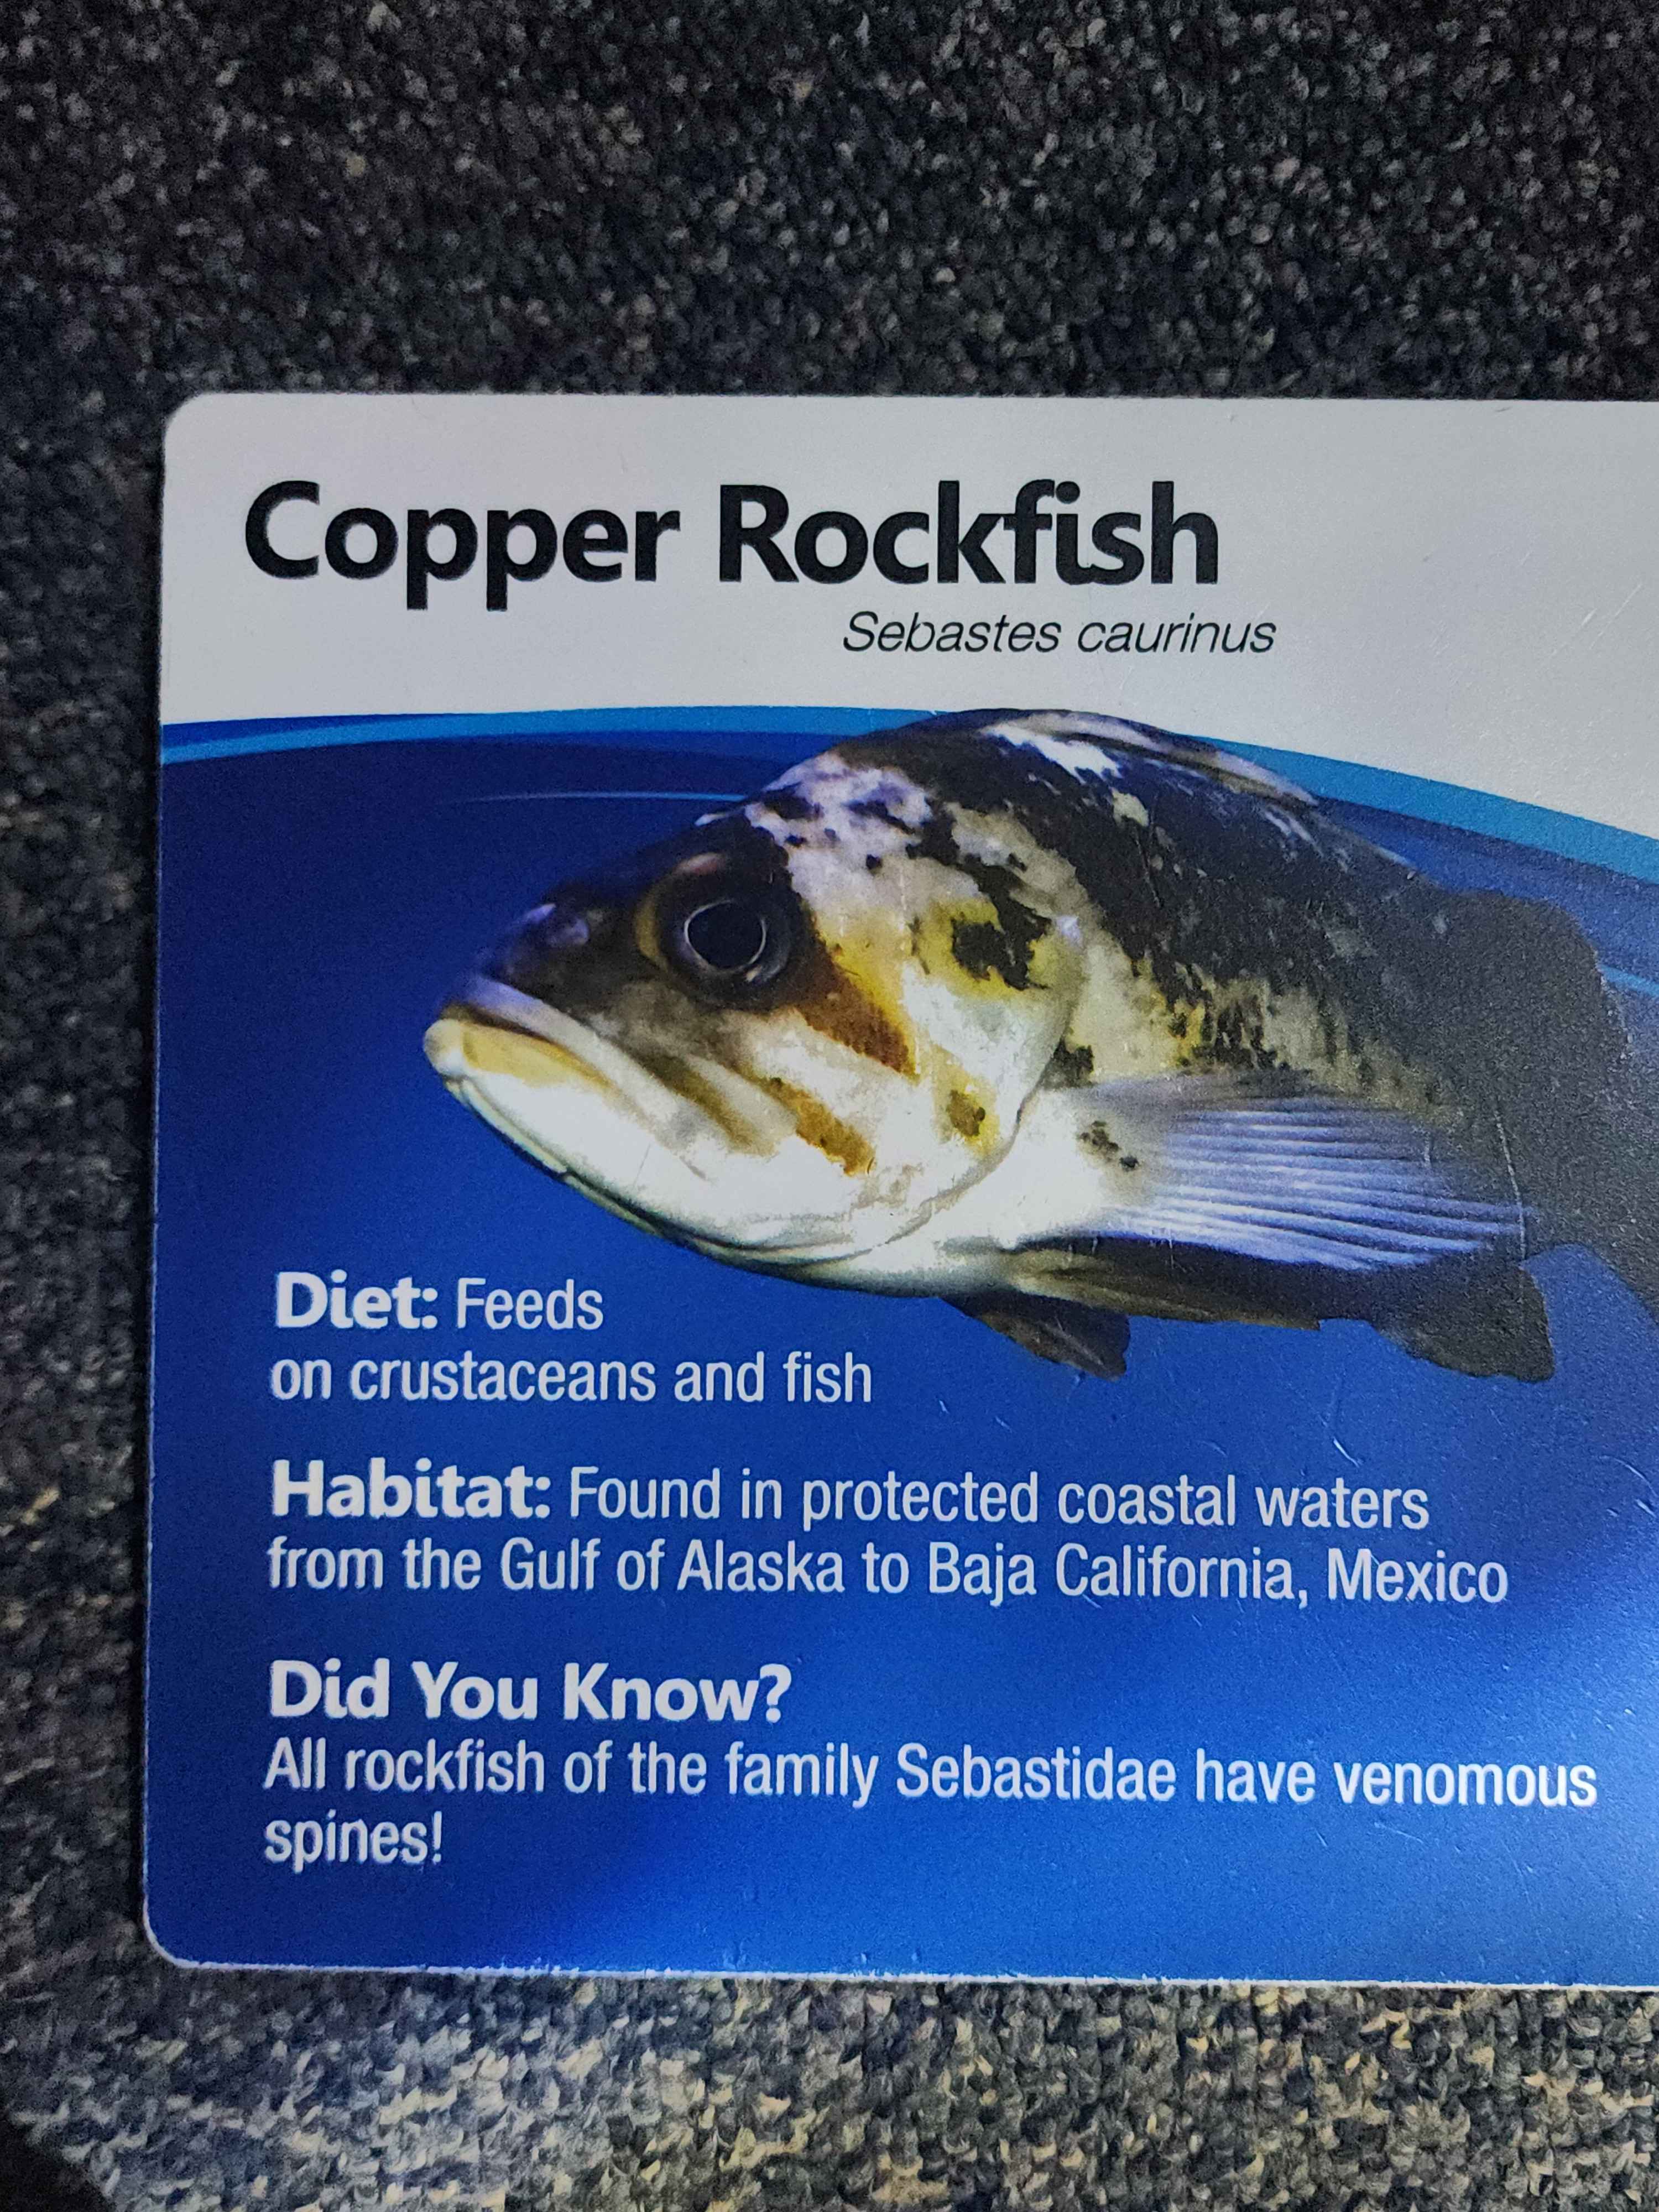 Copper Rockfish
Sebastes caurinus
Diet: Feeds
on crustaceans and fish
Habitat: Found in protected coastal waters
from the Gulf of Alaska to Baja California, Mexico
Did You Know?
All rockfish of the family Sebastidae have venomous
spines!